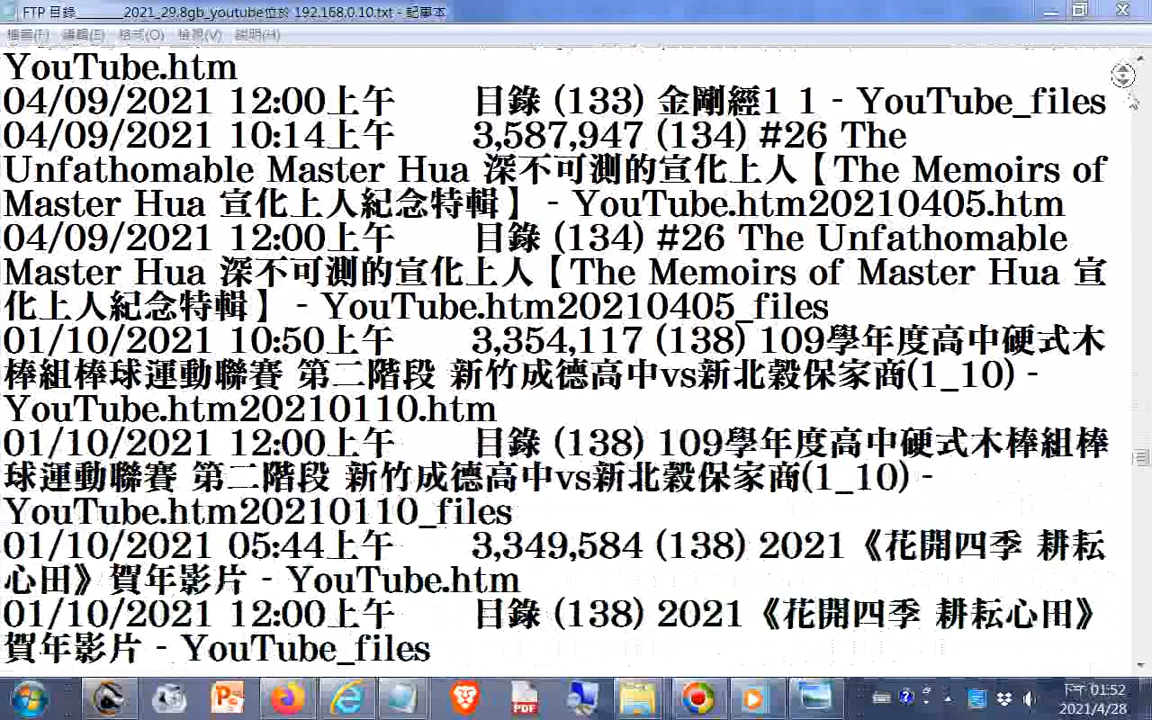 FTP 目錄_______2021_29.8gb_youtube位於 192.168.0.10.txt - 記事本
檔案(F) 編輯(E) 格式(O) 檢視(V) 說明(H)
YouTube.htm
04/09/2021 12:00上午 目錄 (133) 金剛經1 1 - YouTube_files
04/09/2021 10:14上午 3,587,947 (134) #26 The
Unfathomable Master Hua 深不可測的宣化上人【The Memoirs of
Master Hua 宣化上人紀念特輯】 - YouTube.htm20210405.htm
04/09/2021 12:00上午 目錄 (134) #26 The Unfathomable
Master Hua 深不可測的宣化上人【The Memoirs of Master Hua 宣
化上人紀念特輯】 - YouTube.htm20210405_files
01/10/2021 10:50上午 3,354,117 (138) 109學年度高中硬式木
棒組棒球運動聯賽 第二階段 新竹成德高中vs新北穀保家商(1_10) -
YouTube.htm20210110.htm
01/10/2021 12:00上午 目錄 (138) 109學年度高中硬式木棒組棒
球運動聯賽 第二階段 新竹成德高中vs新北穀保家商(1_10) -
YouTube.htm20210110_files
01/10/2021 05:44上午 3,349,584 (138) 2021《花開四季 耕耘
心田》賀年影片 - YouTube.htm
01/10/2021 12:00上午 目錄 (138) 2021《花開四季 耕耘心田》
賀年影片 - YouTube_files
PDF
下午 01:52
2021/4/28